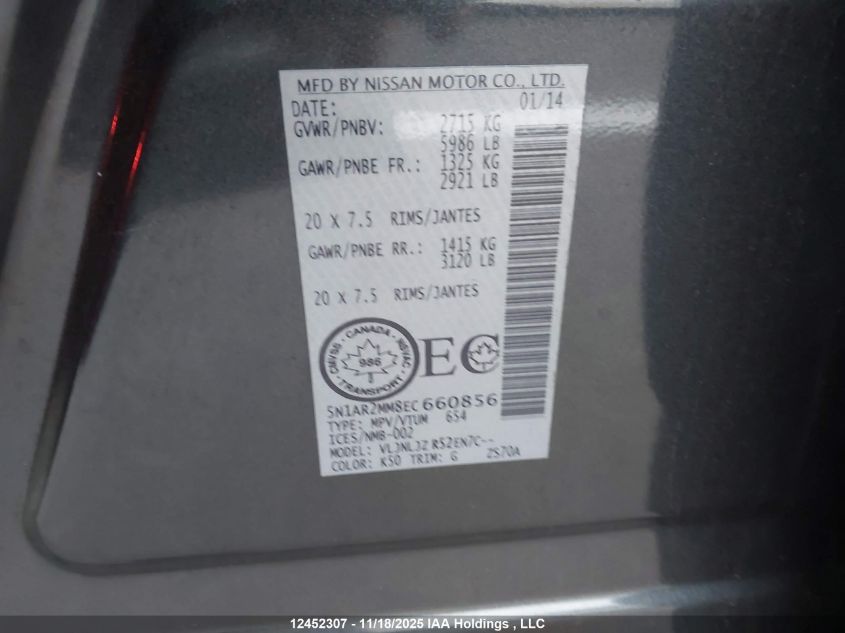 MFD BY NISSAN MOTOR CO., LTD.
DATE: 01/14
GVWR/PNBV: 2715 KG
5986 LB
GAWR/PNBE FR.: 1325 KG
2921 LB
20 X 7.5 RIMS/JANTES
GAWR/PNBE RR.: 1415 KG
3120 LB
20 X 7.5 RIMS/JANTES
CMVSS · CANADA · NSVAC
986
TRANSPORT
EC
5N1AR2MM8EC660856
TYPE: MPV/VTUM 654
ICES/NMB-002
MODEL: VLJNLJZ R52EN7C--
COLOR: K50 TRIM: G 2S70A
12452307 - 11/18/2025 IAA Holdings , LLC